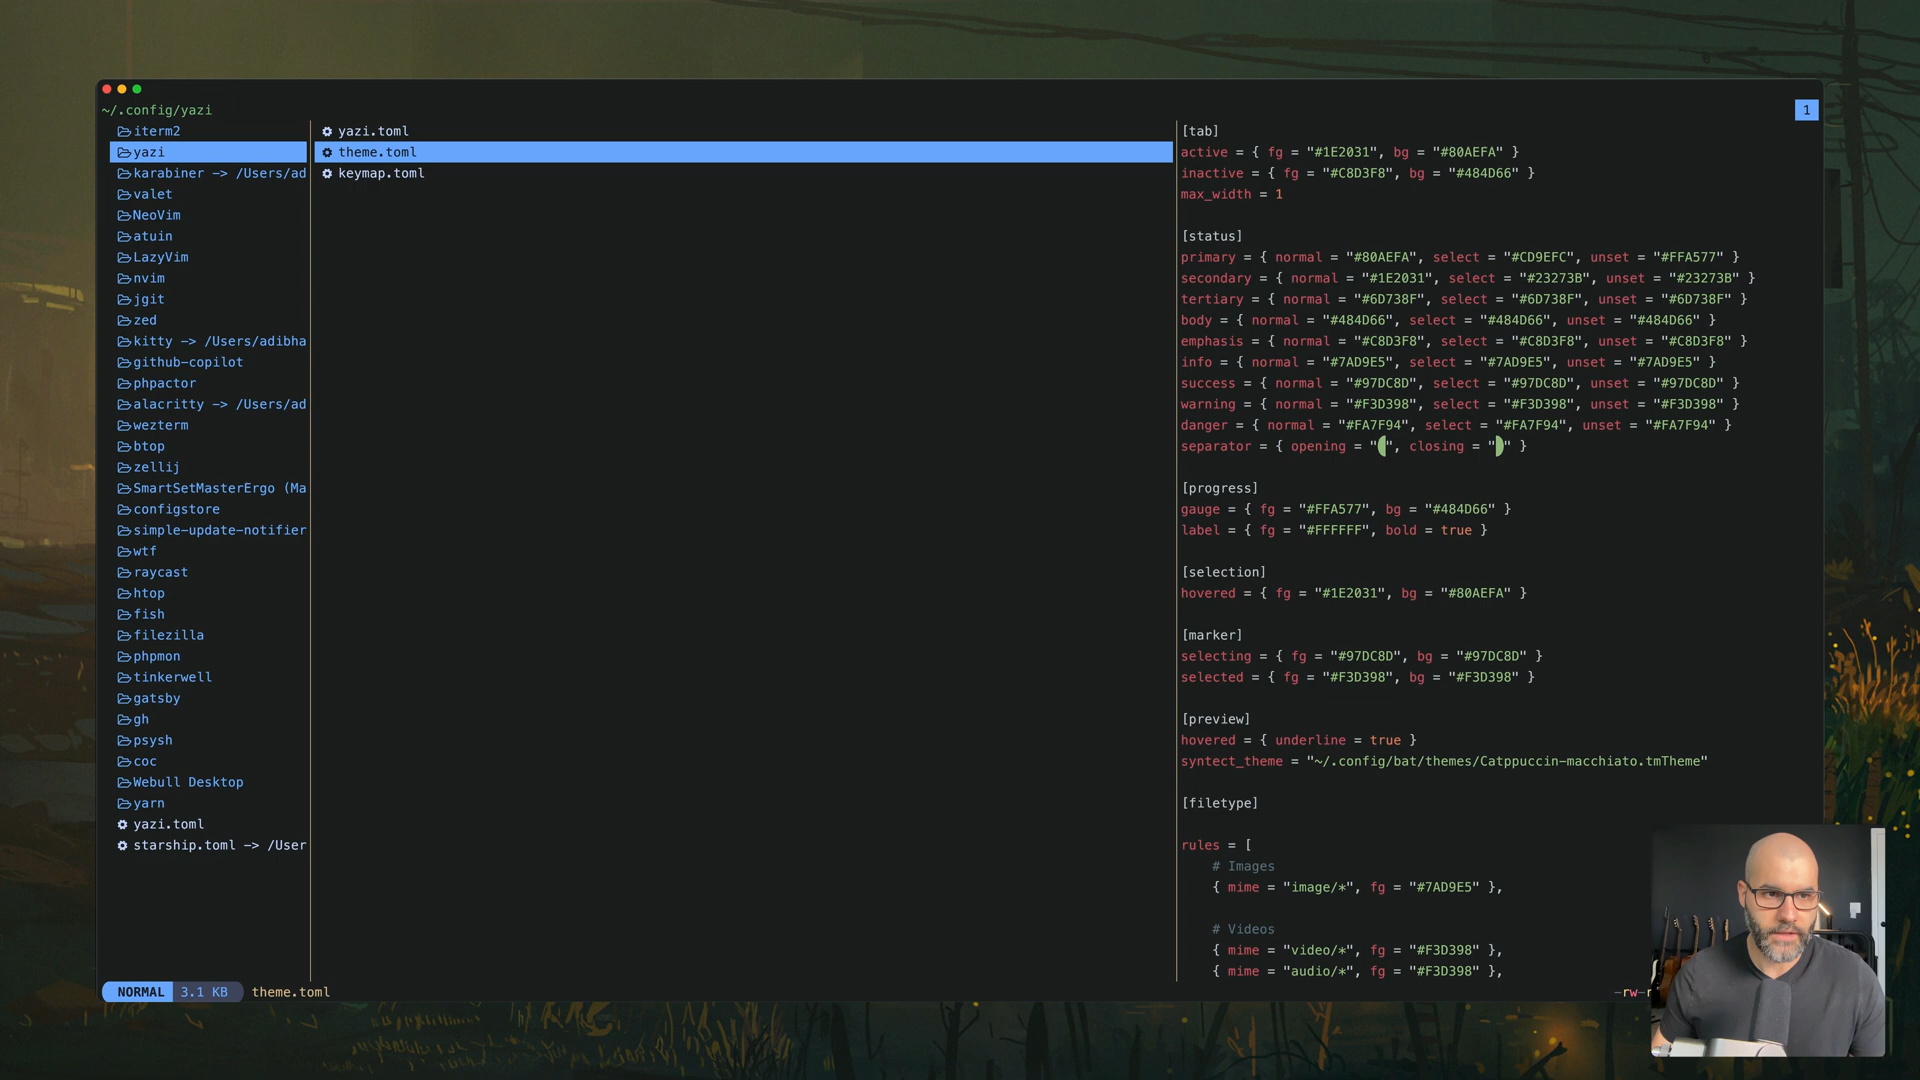 ~/.config/yazi
1
iterm2
yazi
karabiner -> /Users/ad
valet
NeoVim
atuin
LazyVim
nvim
jgit
zed
kitty -> /Users/adibha
github-copilot
phpactor
alacritty -> /Users/ad
wezterm
btop
zellij
SmartSetMasterErgo (Ma
configstore
simple-update-notifier
wtf
raycast
htop
fish
filezilla
phpmon
tinkerwell
gatsby
gh
psysh
coc
Webull Desktop
yarn
yazi.toml
starship.toml -> /User
yazi.toml
theme.toml
keymap.toml
[tab]
active = { fg = "#1E2031", bg = "#80AEFA" }
inactive = { fg = "#C8D3F8", bg = "#484D66" }
max_width = 1
[status]
primary = { normal = "#80AEFA", select = "#CD9EFC", unset = "#FFA577" }
secondary = { normal = "#1E2031", select = "#23273B", unset = "#23273B" }
tertiary = { normal = "#6D738F", select = "#6D738F", unset = "#6D738F" }
body = { normal = "#484D66", select = "#484D66", unset = "#484D66" }
emphasis = { normal = "#C8D3F8", select = "#C8D3F8", unset = "#C8D3F8" }
info = { normal = "#7AD9E5", select = "#7AD9E5", unset = "#7AD9E5" }
success = { normal = "#97DC8D", select = "#97DC8D", unset = "#97DC8D" }
warning = { normal = "#F3D398", select = "#F3D398", unset = "#F3D398" }
danger = { normal = "#FA7F94", select = "#FA7F94", unset = "#FA7F94" }
separator = { opening = "", closing = "" }
[progress]
gauge = { fg = "#FFA577", bg = "#484D66" }
label = { fg = "#FFFFFF", bold = true }
[selection]
hovered = { fg = "#1E2031", bg = "#80AEFA" }
[marker]
selecting = { fg = "#97DC8D", bg = "#97DC8D" }
selected = { fg = "#F3D398", bg = "#F3D398" }
[preview]
hovered = { underline = true }
syntect_theme = "~/.config/bat/themes/Catppuccin-macchiato.tmTheme"
[filetype]
rules = [
# Images
{ mime = "image/*", fg = "#7AD9E5" },
# Videos
{ mime = "video/*", fg = "#F3D398" },
{ mime = "audio/*", fg = "#F3D398" },
NORMAL 3.1 KB theme.toml
-rw-r